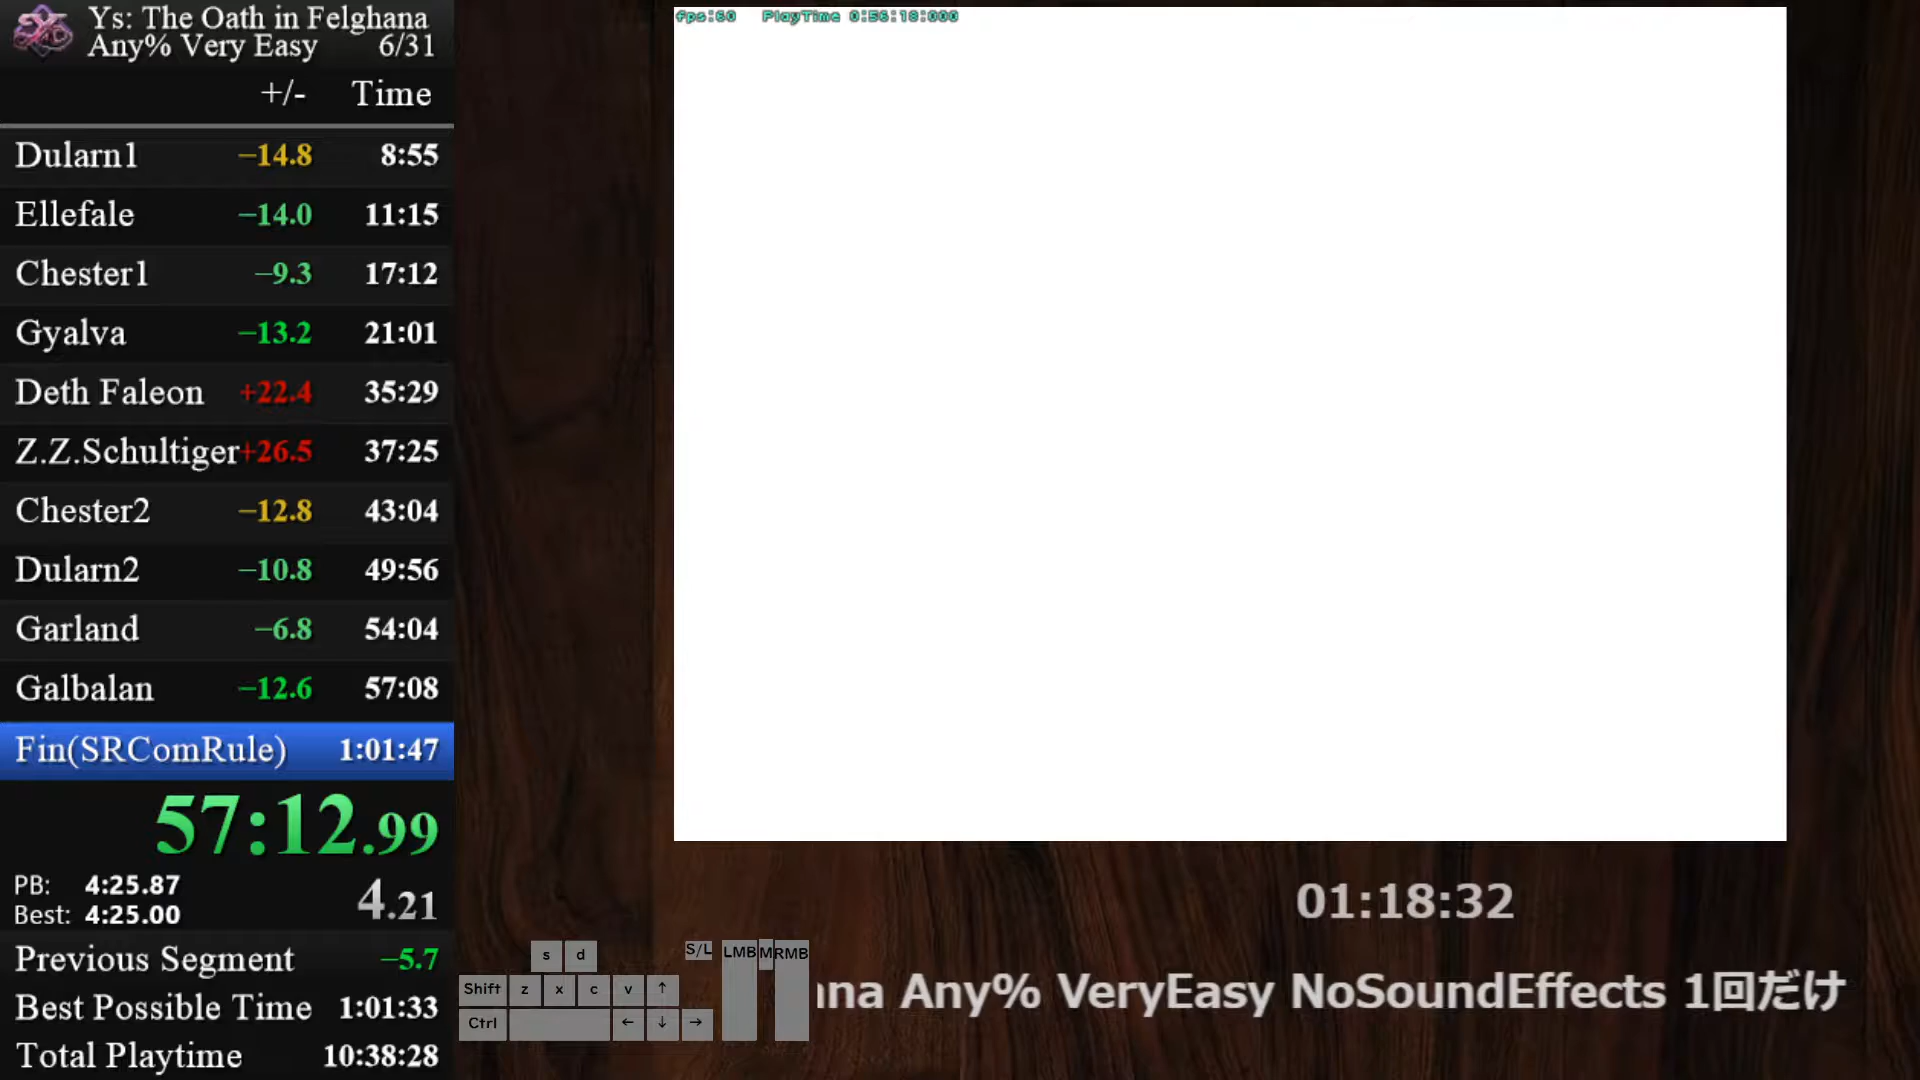 Ys: The Oath in Felghana
Any% Very Easy 6/31
+/- Time
Dularn1 −14.8 8:55
Ellefale −14.0 11:15
Chester1 −9.3 17:12
Gyalva −13.2 21:01
Deth Faleon +22.4 35:29
Z.Z.Schultiger +26.5 37:25
Chester2 −12.8 43:04
Dularn2 −10.8 49:56
Garland −6.8 54:04
Galbalan −12.6 57:08
Fin(SRComRule) 1:01:47
57:12.99
PB: 4:25.87
Best: 4:25.00
4.21
Previous Segment −5.7
Best Possible Time 1:01:33
Total Playtime 10:38:28
fps:60 PlayTime 0:56:18:000
01:18:32
s d S/L LMB M RMB
Shift z x c v ↑
Ctrl ← ↓ →
ana Any% VeryEasy NoSoundEffects 1回だけ